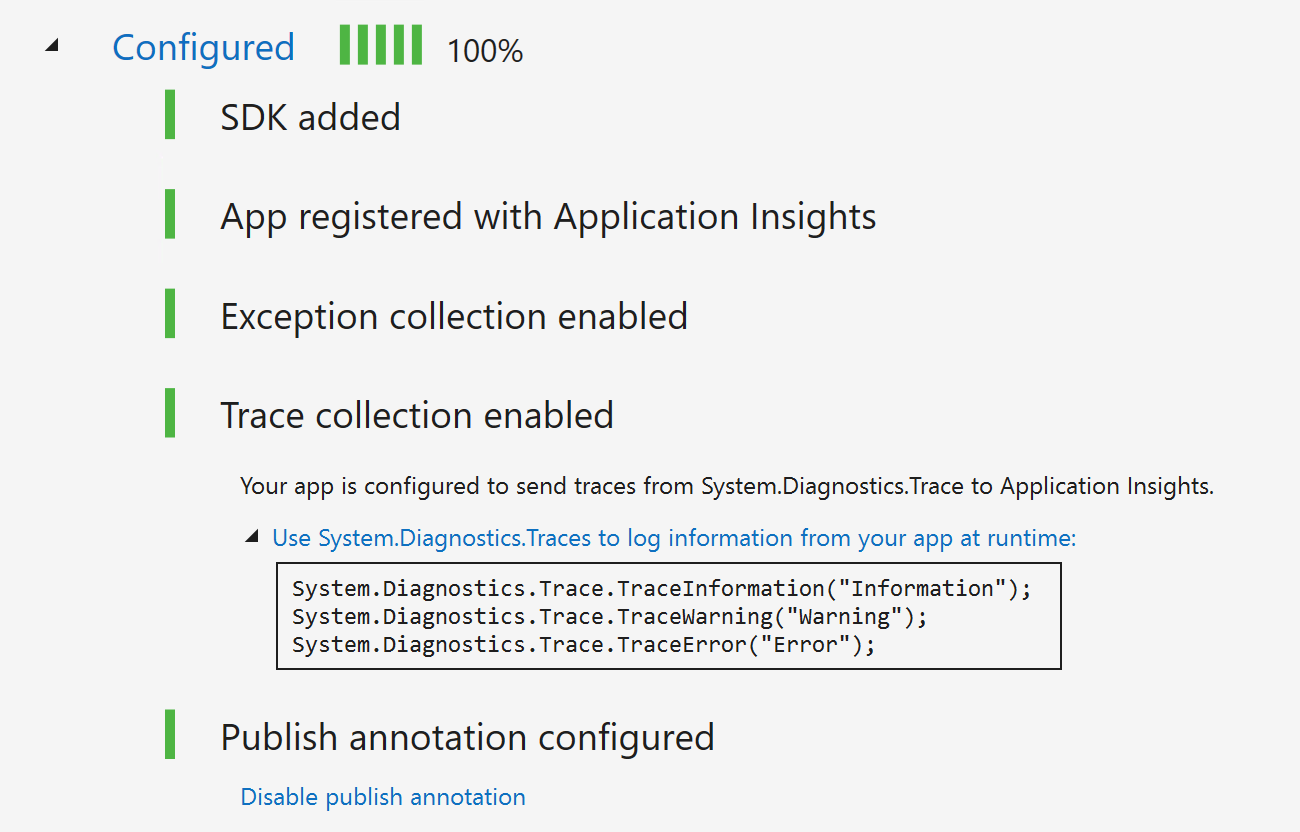 Configured 100%
SDK added
App registered with Application Insights
Exception collection enabled
Trace collection enabled
Your app is configured to send traces from System.Diagnostics.Trace to Application Insights.
Use System.Diagnostics.Traces to log information from your app at runtime:
System.Diagnostics.Trace.TraceInformation("Information");
System.Diagnostics.Trace.TraceWarning("Warning");
System.Diagnostics.Trace.TraceError("Error");
Publish annotation configured
Disable publish annotation